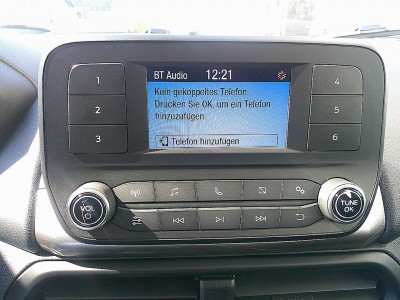 BT Audio 12:21
1
2
3
Kein gekoppeltes Telefon.
Drücken Sie OK, um ein Telefon
hinzuzufügen.
Telefon hinzufügen
4
5
6
VOL
TUNE
OK